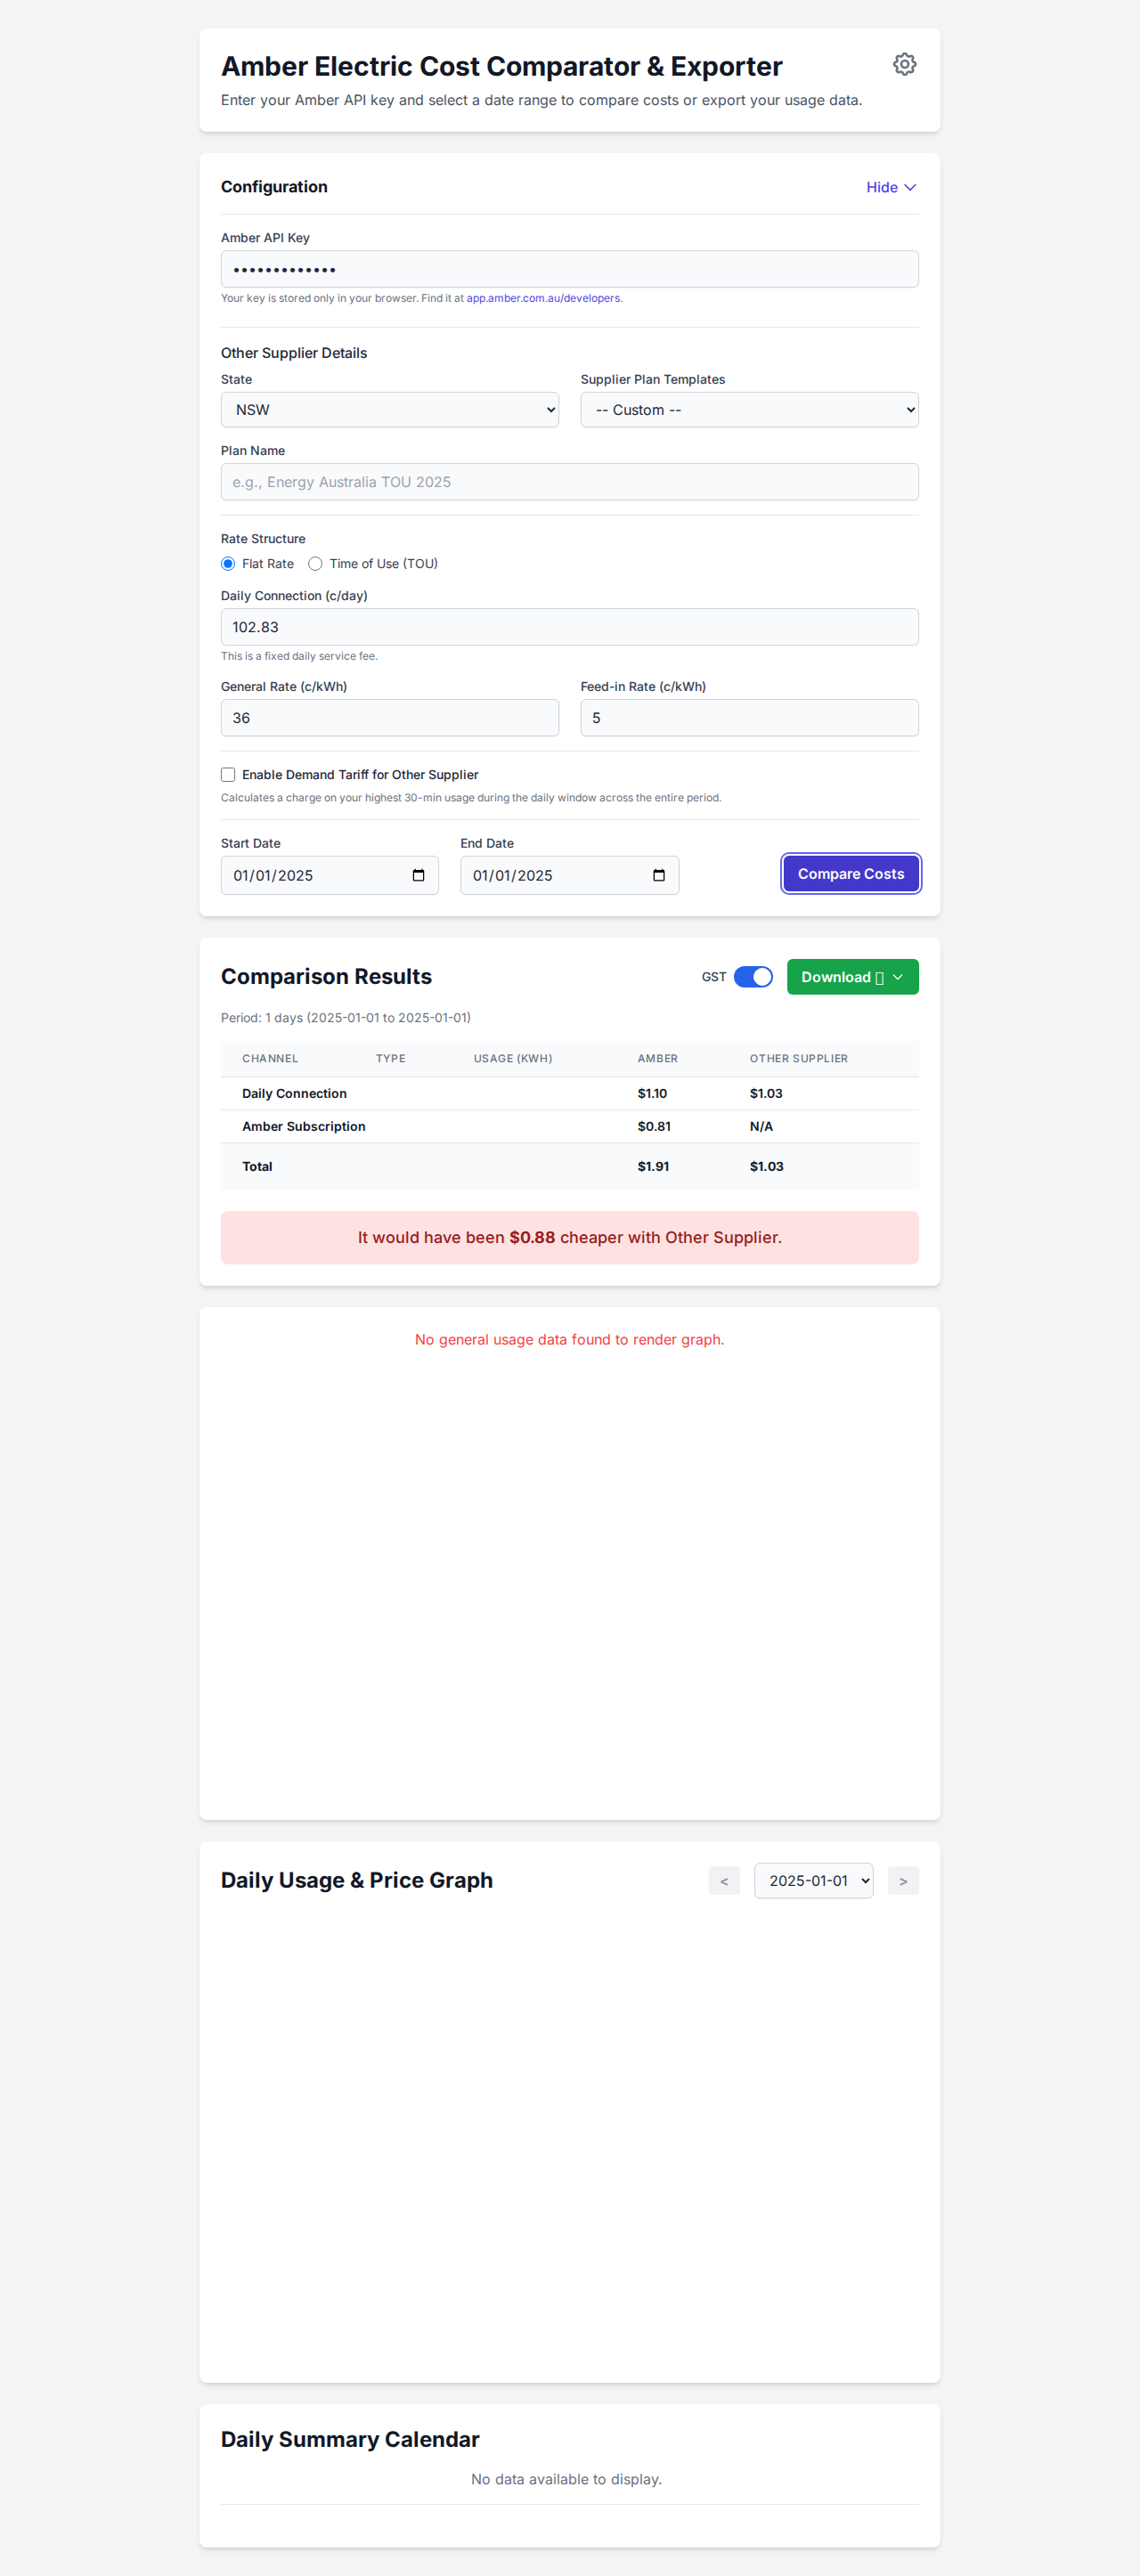 Amber Electric Cost Comparator & Exporter
Enter your Amber API key and select a date range to compare costs or export your usage data.
Configuration
Hide
Amber API Key
•••••••••••••
Your key is stored only in your browser. Find it at app.amber.com.au/developers.
Other Supplier Details
State Supplier Plan Templates
NSW -- Custom --
Plan Name
e.g., Energy Australia TOU 2025
Rate Structure
Flat Rate Time of Use (TOU)
Daily Connection (c/day)
102.83
This is a fixed daily service fee.
General Rate (c/kWh) Feed-in Rate (c/kWh)
36 5
Enable Demand Tariff for Other Supplier
Calculates a charge on your highest 30-min usage during the daily window across the entire period.
Start Date End Date
01/01/2025 01/01/2025 Compare Costs
Comparison Results GST Download
Period: 1 days (2025-01-01 to 2025-01-01)
CHANNEL TYPE USAGE (KWH) AMBER OTHER SUPPLIER
Daily Connection $1.10 $1.03
Amber Subscription $0.81 N/A
Total $1.91 $1.03
It would have been $0.88 cheaper with Other Supplier.
No general usage data found to render graph.
Daily Usage & Price Graph < 2025-01-01 >
Daily Summary Calendar
No data available to display.